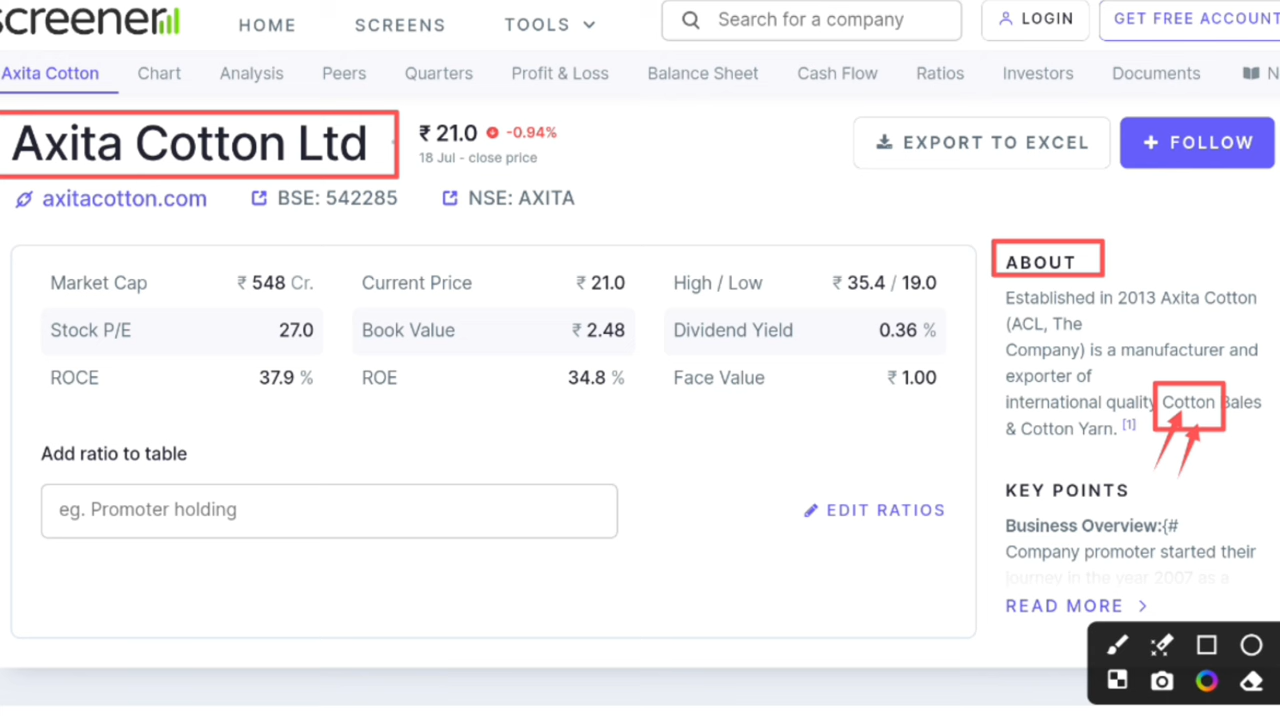 screener
HOME SCREENS TOOLS Search for a company LOGIN GET FREE ACCOUNT
Axita Cotton Chart Analysis Peers Quarters Profit & Loss Balance Sheet Cash Flow Ratios Investors Documents N
Axita Cotton Ltd
₹ 21.0 -0.94%
18 Jul - close price
EXPORT TO EXCEL + FOLLOW
axitacotton.com BSE: 542285 NSE: AXITA
Market Cap ₹ 548 Cr. Current Price ₹ 21.0 High / Low ₹ 35.4 / 19.0
Stock P/E 27.0 Book Value ₹ 2.48 Dividend Yield 0.36 %
ROCE 37.9 % ROE 34.8 % Face Value ₹ 1.00
Add ratio to table
eg. Promoter holding
EDIT RATIOS
ABOUT
Established in 2013 Axita Cotton
(ACL, The
Company) is a manufacturer and
exporter of
international quality Cotton Bales
& Cotton Yarn. [1]
KEY POINTS
Business Overview:{#
Company promoter started their
journey in the year 2007 as a
READ MORE >